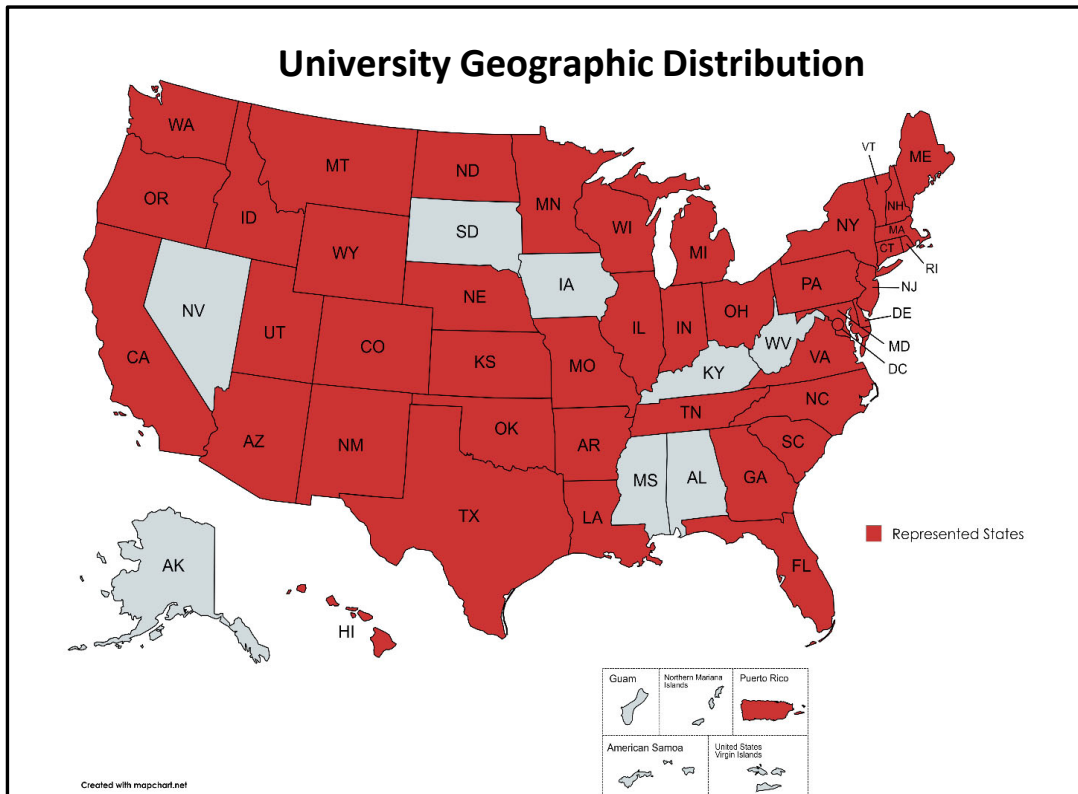 University Geographic Distribution
WA
MT
ND
MN
VT
ME
OR
ID
WY
SD
WI
MI
NY
NH
MA
CT
RI
NV
UT
CO
NE
IA
IL
IN
OH
PA
NJ
DE
MD
DC
CA
KS
MO
KY
WV
VA
AZ
NM
OK
AR
TN
NC
SC
TX
LA
MS
AL
GA
FL
Represented States
AK
HI
Guam
Northern Mariana
Islands
Puerto Rico
American Samoa
United States
Virgin Islands
Created with mapchart.net